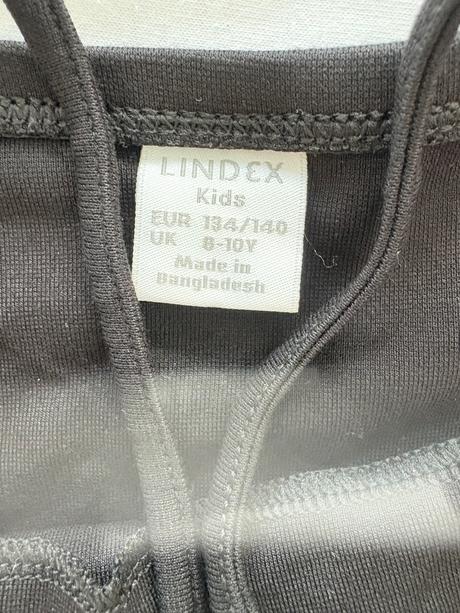 LINDEX
Kids
EUR 134/140
UK 8-10Y
Made in
Bangladesh